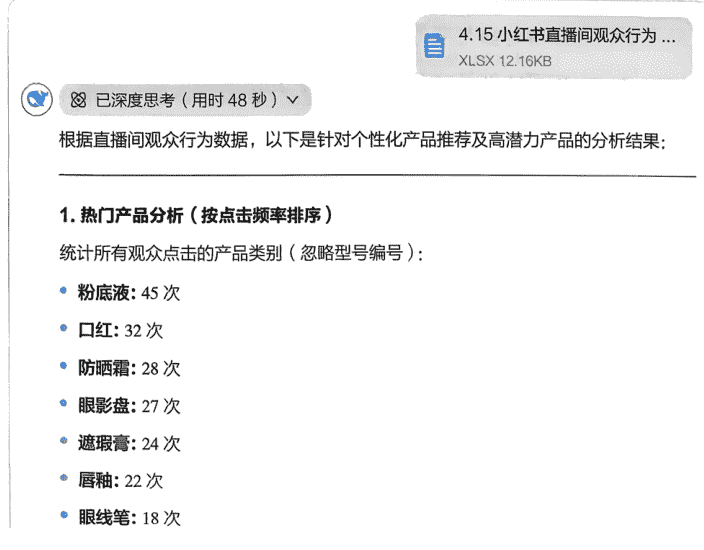 4.15 小红书直播间观众行为 ...
XLSX 12.16KB
已深度思考（用时 48 秒）
根据直播间观众行为数据，以下是针对个性化产品推荐及高潜力产品的分析结果：
1. 热门产品分析（按点击频率排序）
统计所有观众点击的产品类别（忽略型号编号）：
粉底液: 45 次
口红: 32 次
防晒霜: 28 次
眼影盘: 27 次
遮瑕膏: 24 次
唇釉: 22 次
眼线笔: 18 次